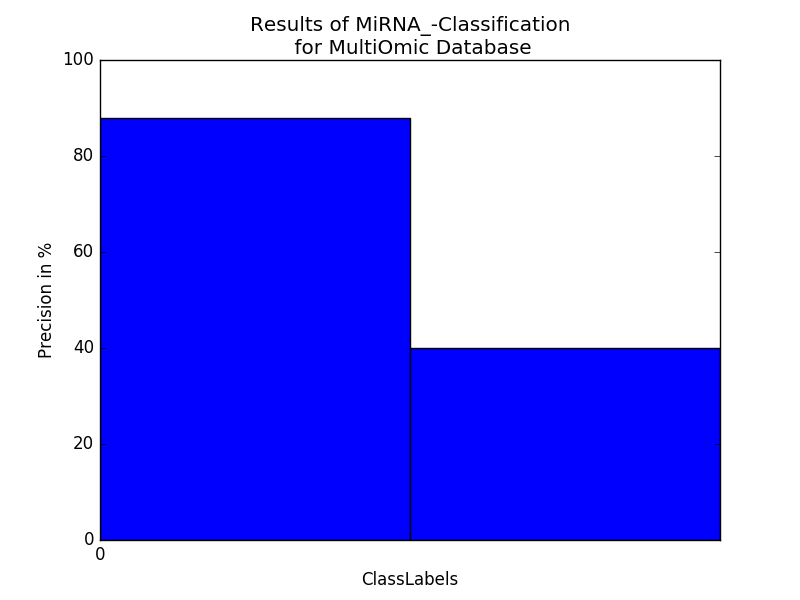 Results of MiRNA_-Classification
for MultiOmic Database
100
80
60
40
20
0
Precision in %
0
ClassLabels